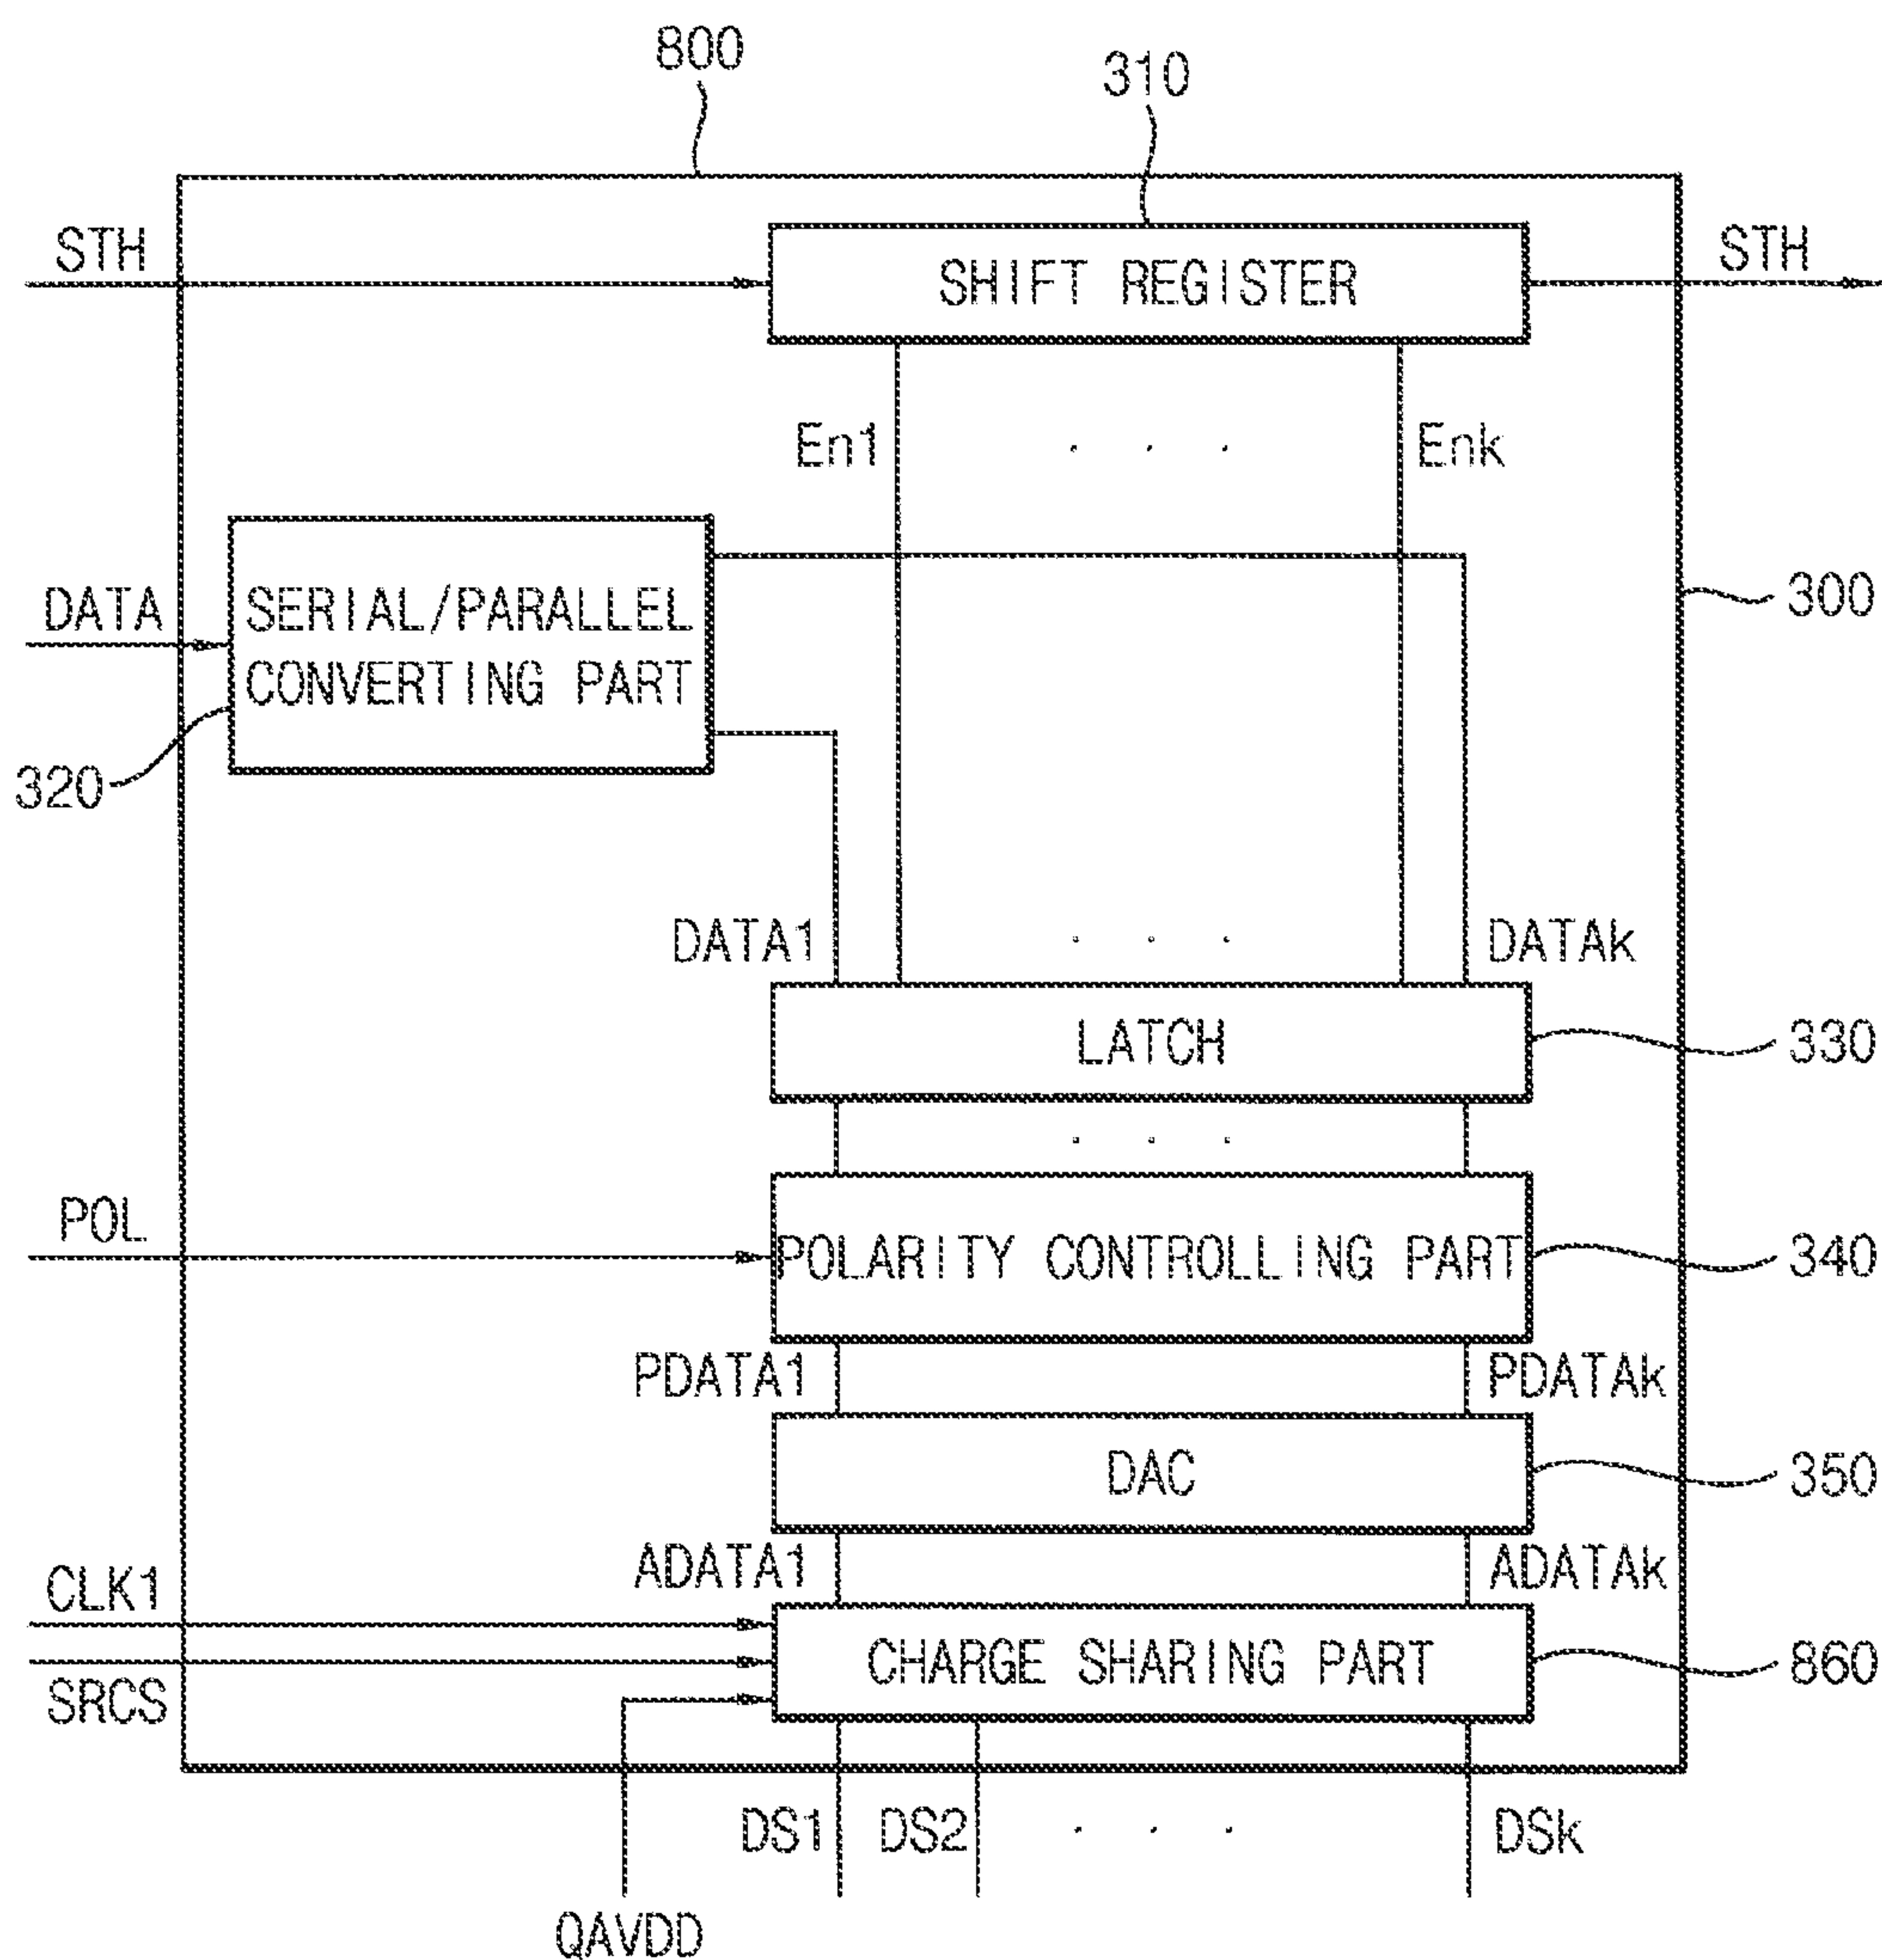 800
310
STH
SHIFT REGISTER
STH
En1
. . .
Enk
DATA
SERIAL/PARALLEL
CONVERTING PART
300
320
DATA1
. . .
DATAk
LATCH
330
. . .
POL
POLARITY CONTROLLING PART
340
PDATA1
PDATAk
DAC
350
ADATA1
ADATAk
CLK1
CHARGE SHARING PART
860
SRCS
DS1
DS2
. . .
DSk
QAVDD